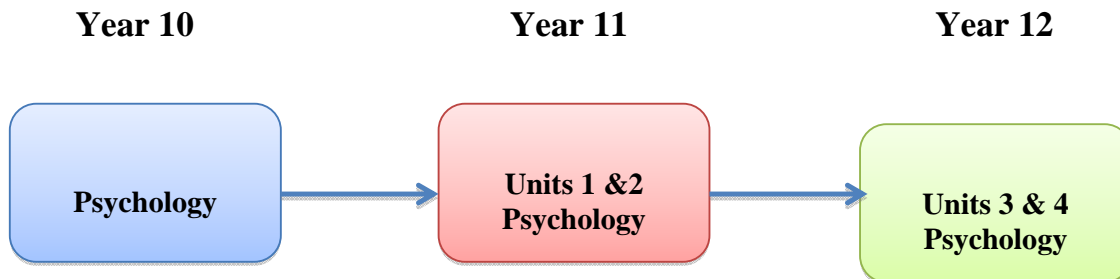 Year 10
Year 11
Year 12
Psychology
Units 1 &2
Psychology
Units 3 & 4
Psychology